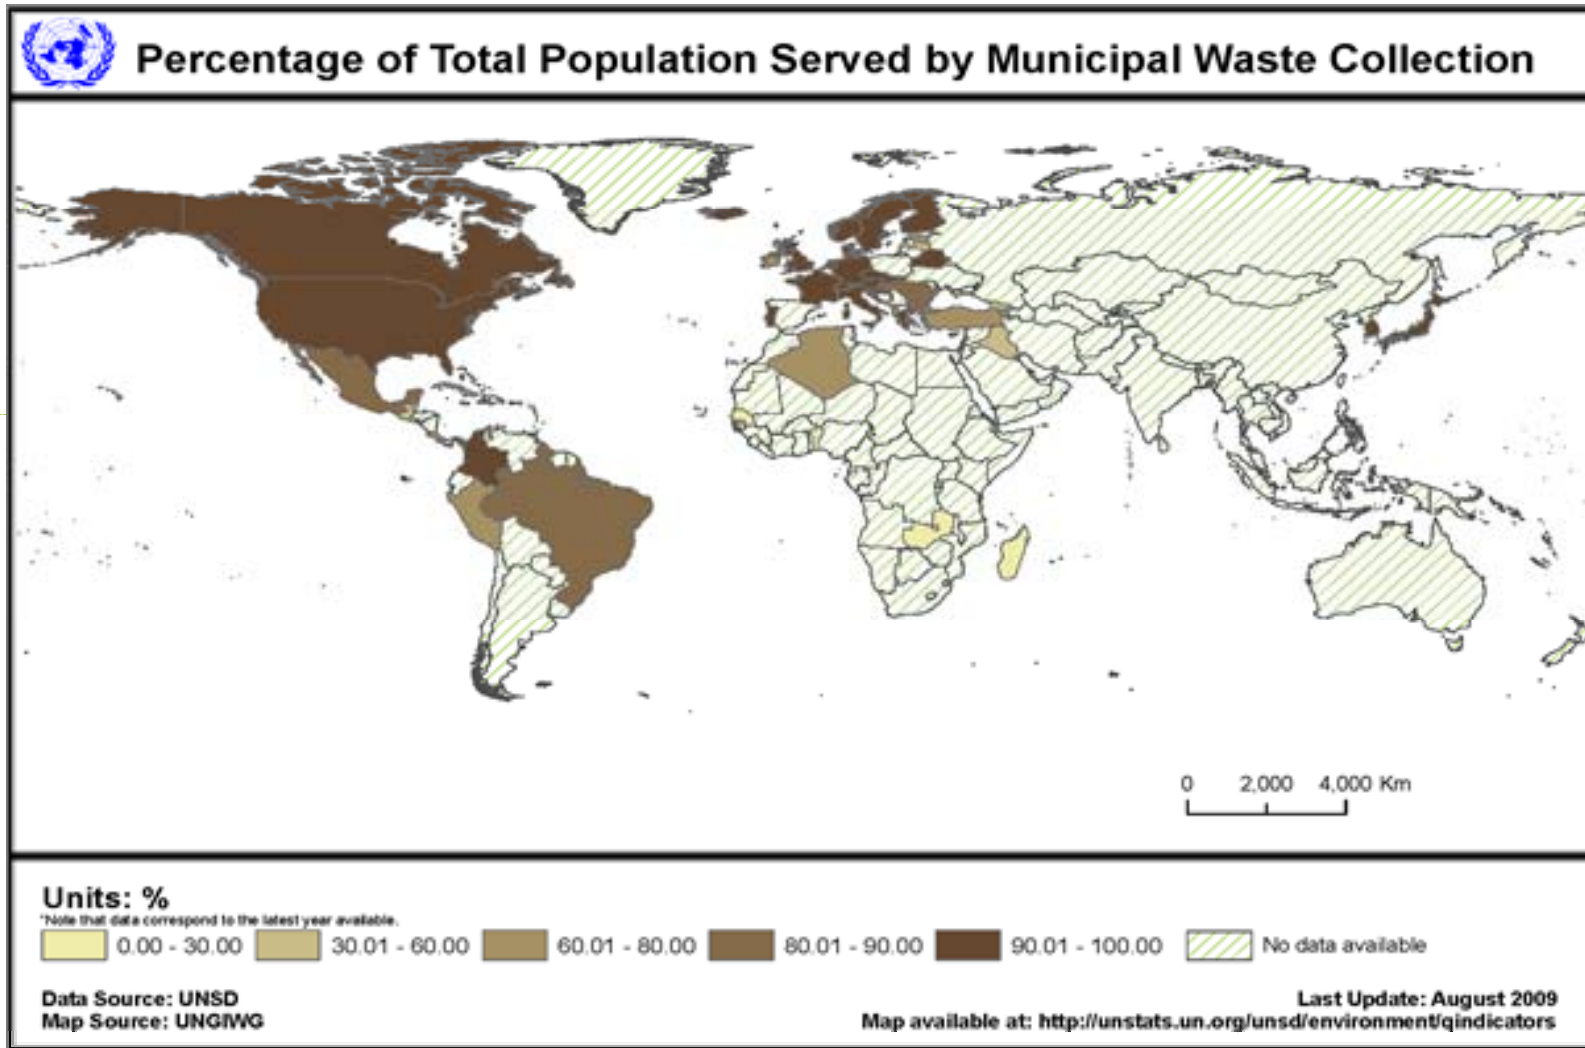 Percentage of Total Population Served by Municipal Waste Collection
0 2,000 4,000 Km
Units: %
*Note that data correspond to the latest year available.
0.00 - 30.00 30.01 - 60.00 60.01 - 80.00 80.01 - 90.00 90.01 - 100.00 No data available
Data Source: UNSD Last Update: August 2009
Map Source: UNGIWG Map available at: http://unstats.un.org/unsd/environment/qindicators